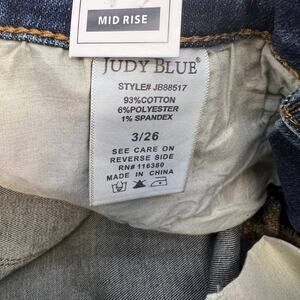 MID RISE
JUDY BLUE®
STYLE# JB88517
93%COTTON
6%POLYESTER
1% SPANDEX
3/26
SEE CARE ON
REVERSE SIDE
RN# 116380
MADE IN CHINA